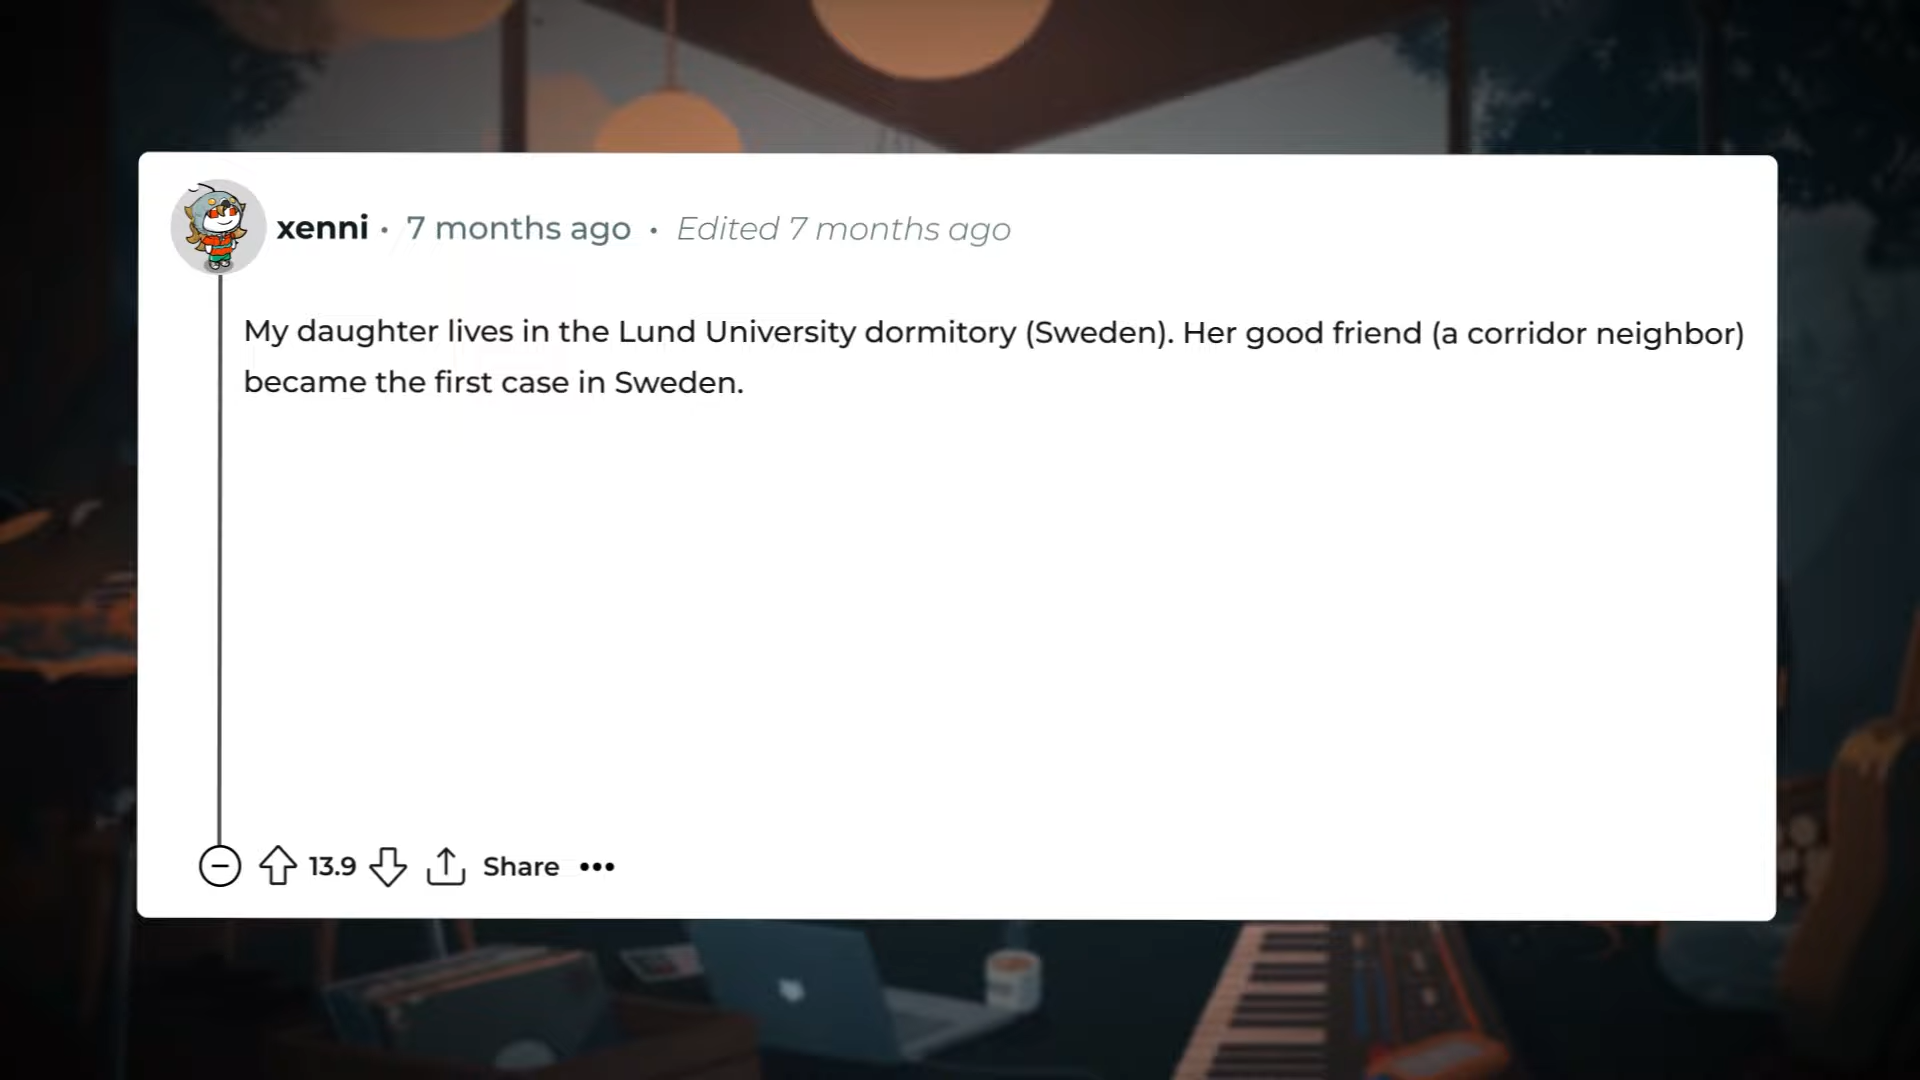 xenni • 7 months ago • Edited 7 months ago
My daughter lives in the Lund University dormitory (Sweden). Her good friend (a corridor neighbor)
became the first case in Sweden.
13.9 Share •••